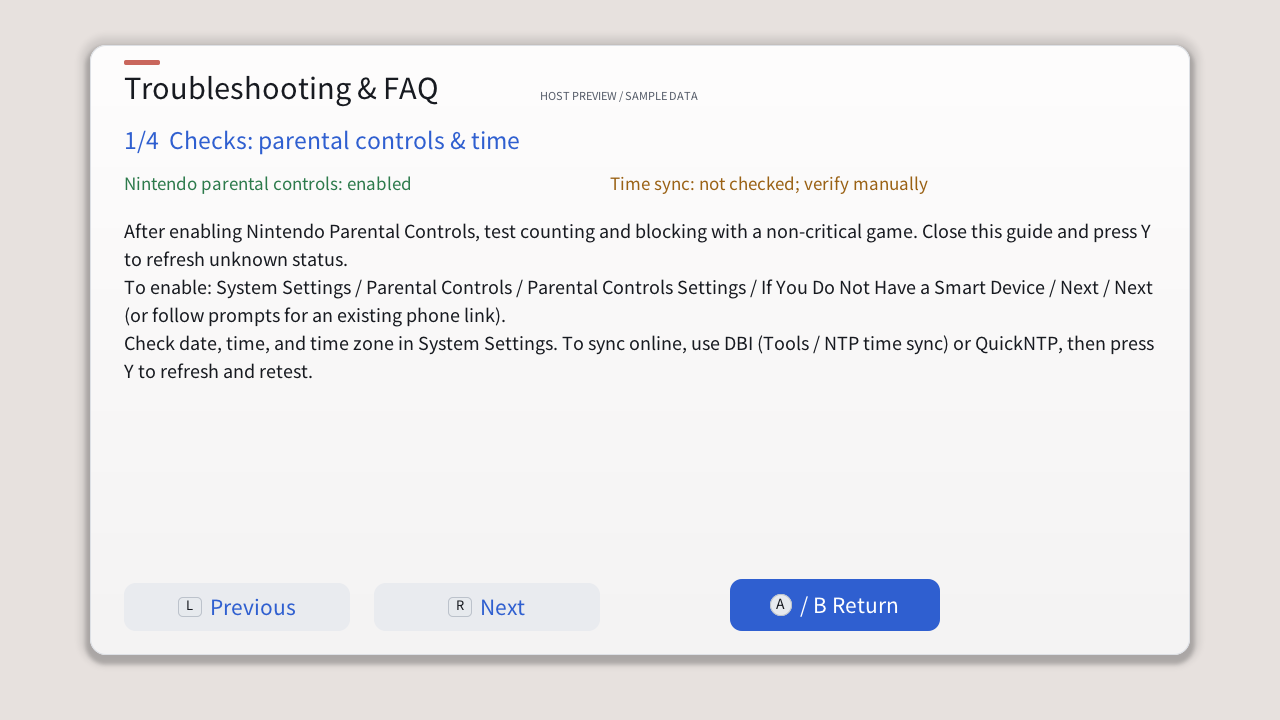 Troubleshooting & FAQ
HOST PREVIEW / SAMPLE DATA
1/4  Checks: parental controls & time
Nintendo parental controls: enabled
Time sync: not checked; verify manually
After enabling Nintendo Parental Controls, test counting and blocking with a non-critical game. Close this guide and press Y
to refresh unknown status.
To enable: System Settings / Parental Controls / Parental Controls Settings / If You Do Not Have a Smart Device / Next / Next
(or follow prompts for an existing phone link).
Check date, time, and time zone in System Settings. To sync online, use DBI (Tools / NTP time sync) or QuickNTP, then press
Y to refresh and retest.
L Previous
R Next
A / B Return